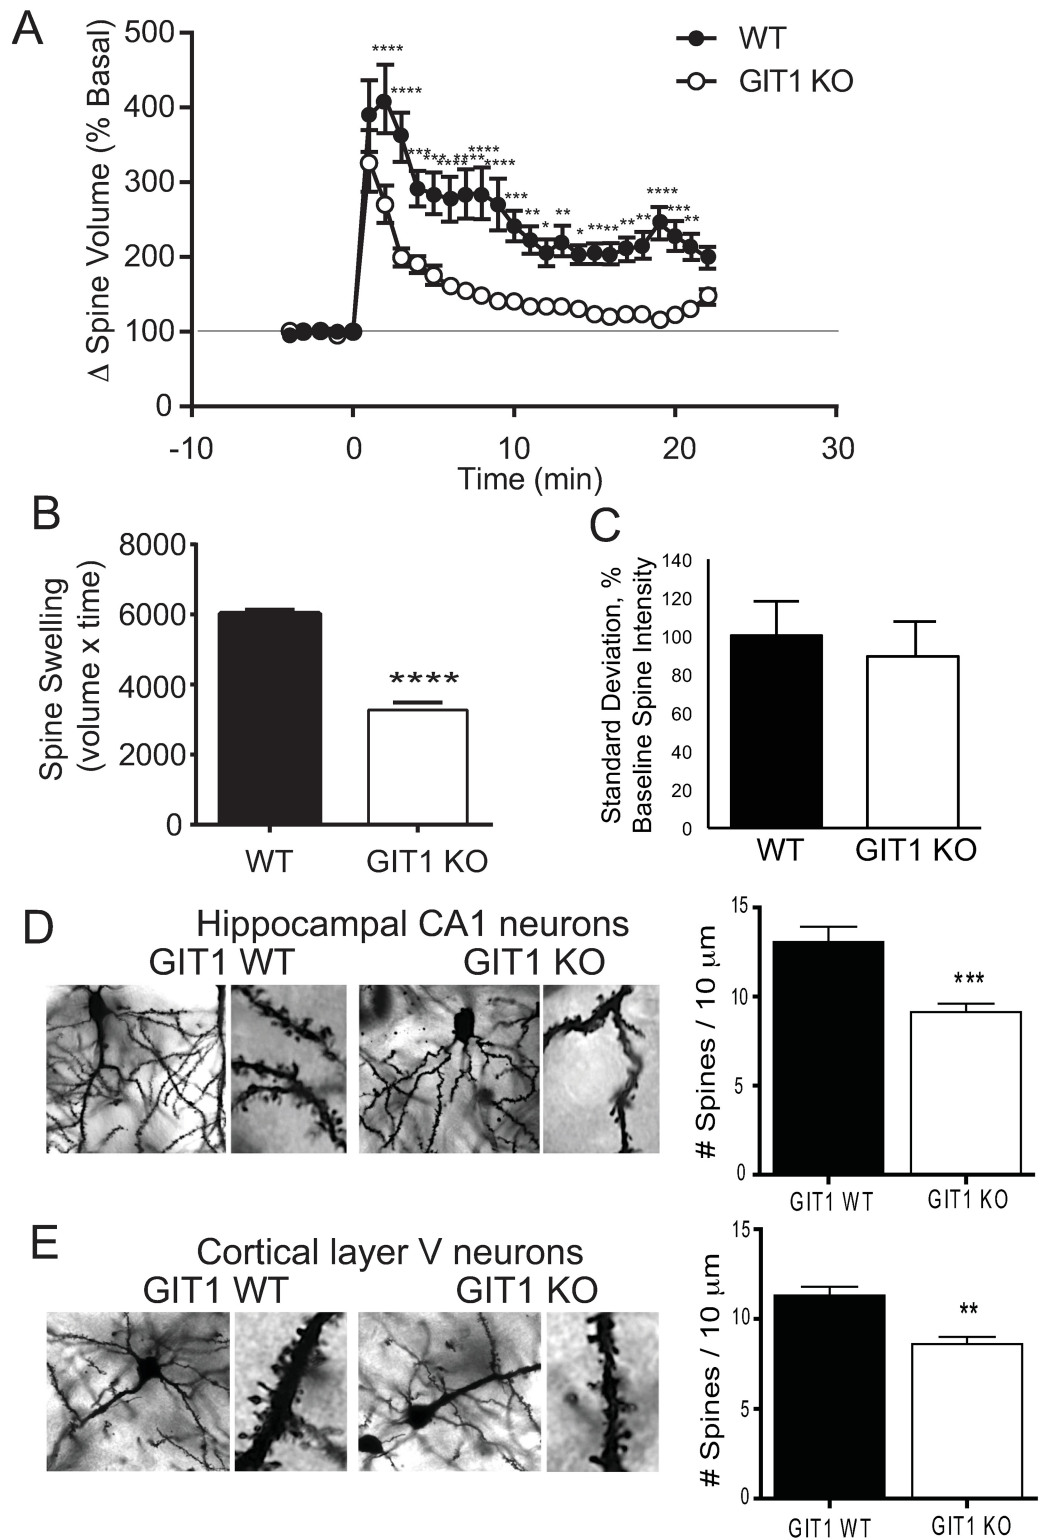 A
Δ Spine Volume (% Basal)
500
400
300
200
100
0
-10
0
10
20
30
Time (min)
WT
GIT1 KO
****
****
**
*
**
*
**
**
**
**
****
***
**
B
Spine Swelling
(volume x time)
8000
6000
4000
2000
0
****
WT
GIT1 KO
C
Standard Deviation, %
Baseline Spine Intensity
140
120
100
80
60
40
20
0
WT
GIT1 KO
D
Hippocampal CA1 neurons
GIT1 WT
GIT1 KO
# Spines / 10 μm
15
10
5
0
***
GIT1 WT
GIT1 KO
E
Cortical layer V neurons
GIT1 WT
GIT1 KO
# Spines / 10 μm
15
10
5
0
**
GIT1 WT
GIT1 KO